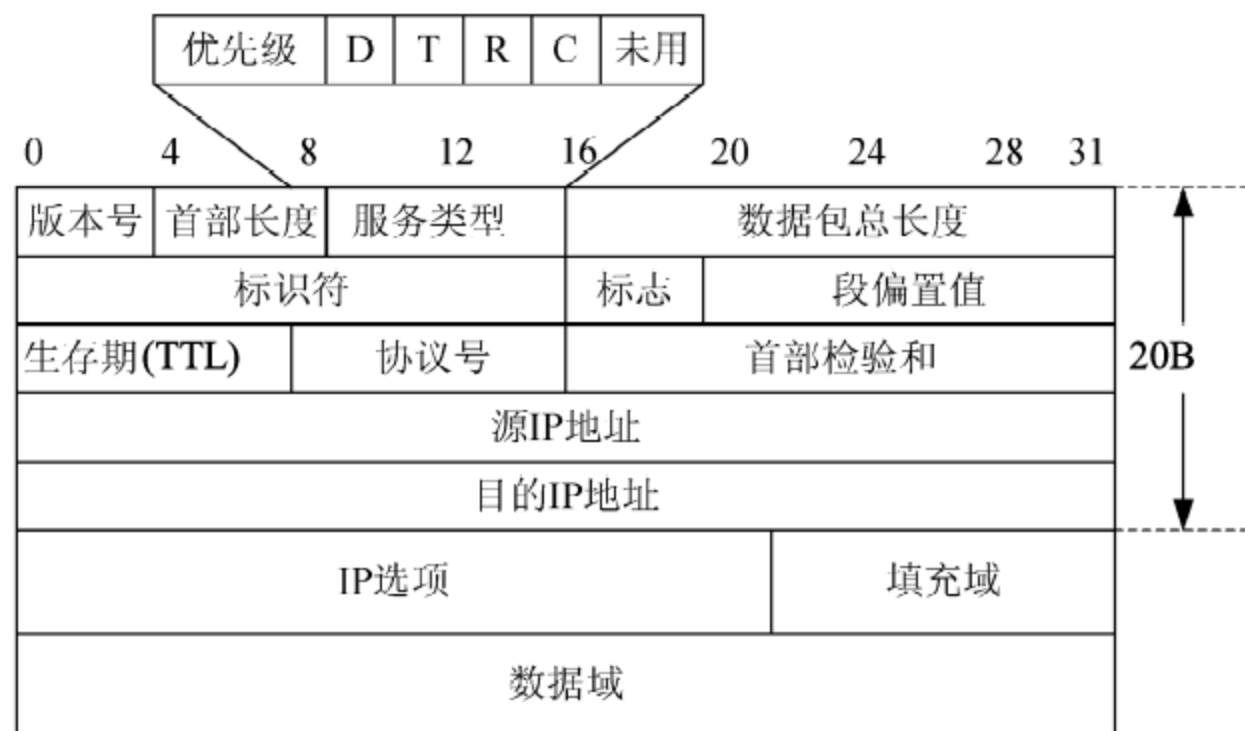 优先级 D T R C 未用
0 4 8 12 16 20 24 28 31
版本号 首部长度 服务类型 数据包总长度
标识符 标志 段偏置值
生存期(TTL) 协议号 首部检验和 20B
源IP地址
目的IP地址
IP选项 填充域
数据域